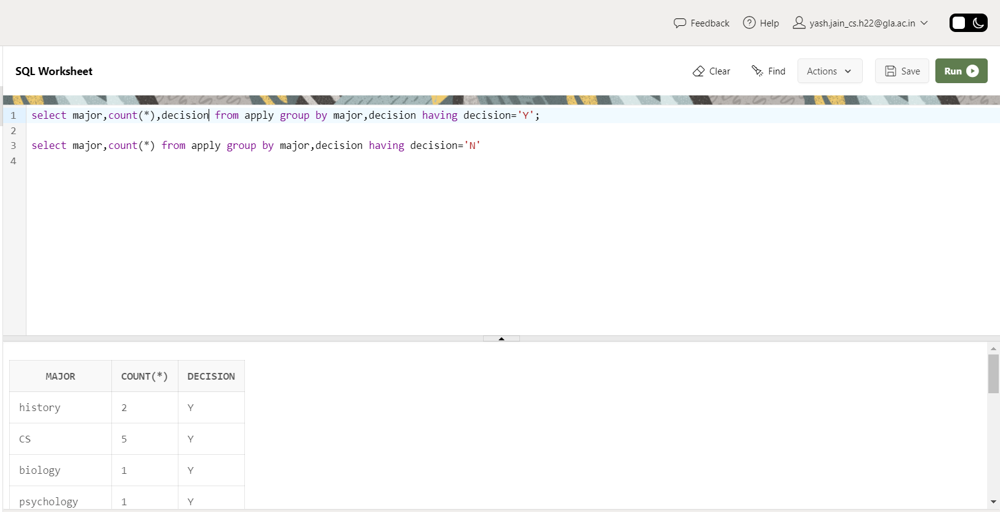 Feedback Help yash.jain_cs.h22@gla.ac.in
SQL Worksheet Clear Find Actions Save Run
1 select major,count(*),decision from apply group by major,decision having decision='Y';
2
3 select major,count(*) from apply group by major,decision having decision='N'
4
MAJOR COUNT(*) DECISION
history 2 Y
CS 5 Y
biology 1 Y
psychology 1 Y